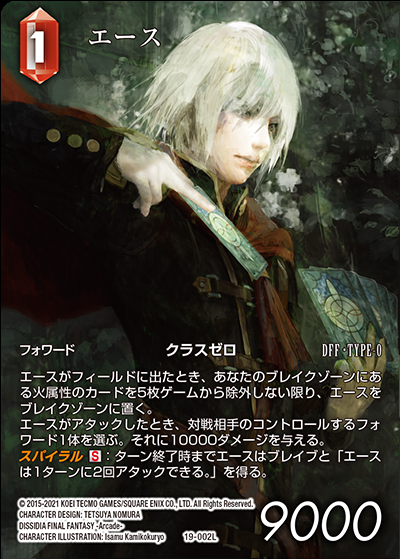 1
エース
フォワード クラスゼロ DFF・TYPE-0
エースがフィールドに出たとき、あなたのブレイクゾーンにあ
る火属性のカードを5枚ゲームから除外しない限り、エースを
ブレイクゾーンに置く。
エースがアタックしたとき、対戦相手のコントロールするフォ
ワード1体を選ぶ。それに10000ダメージを与える。
スパイラル S：ターン終了時までエースはブレイブと「エース
は1ターンに2回アタックできる。」を得る。
© 2015-2021 KOEI TECMO GAMES/SQUARE ENIX CO., LTD. All Rights Reserved.
CHARACTER DESIGN: TETSUYA NOMURA
DISSIDIA FINAL FANTASY -Arcade-
CHARACTER ILLUSTRATION: Isamu Kamikokuryo 19-002L
9000